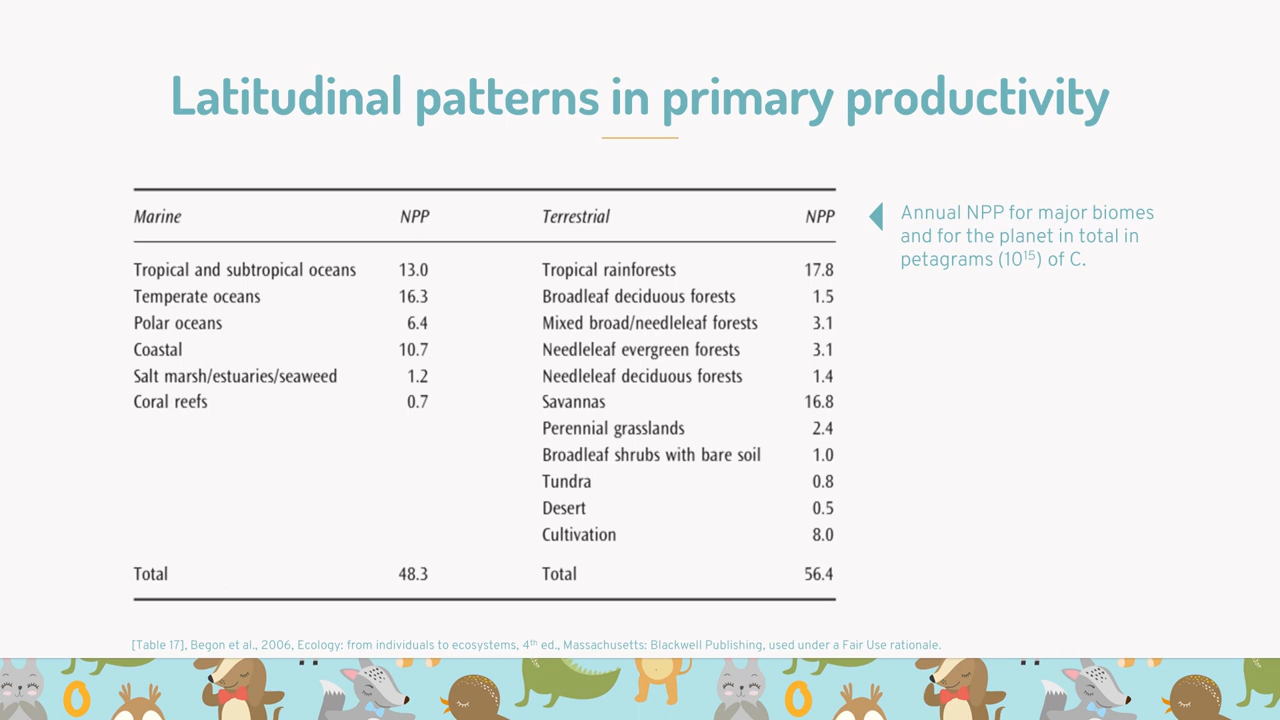 Latitudinal patterns in primary productivity
Marine NPP Terrestrial NPP
Tropical and subtropical oceans 13.0 Tropical rainforests 17.8
Temperate oceans 16.3 Broadleaf deciduous forests 1.5
Polar oceans 6.4 Mixed broad/needleleaf forests 3.1
Coastal 10.7 Needleleaf evergreen forests 3.1
Salt marsh/estuaries/seaweed 1.2 Needleleaf deciduous forests 1.4
Coral reefs 0.7 Savannas 16.8
Perennial grasslands 2.4
Broadleaf shrubs with bare soil 1.0
Tundra 0.8
Desert 0.5
Cultivation 8.0
Total 48.3 Total 56.4
Annual NPP for major biomes
and for the planet in total in
petagrams (10¹⁵) of C.
[Table 17], Begon et al., 2006, Ecology: from individuals to ecosystems, 4ᵗʰ ed., Massachusetts: Blackwell Publishing, used under a Fair Use rationale.